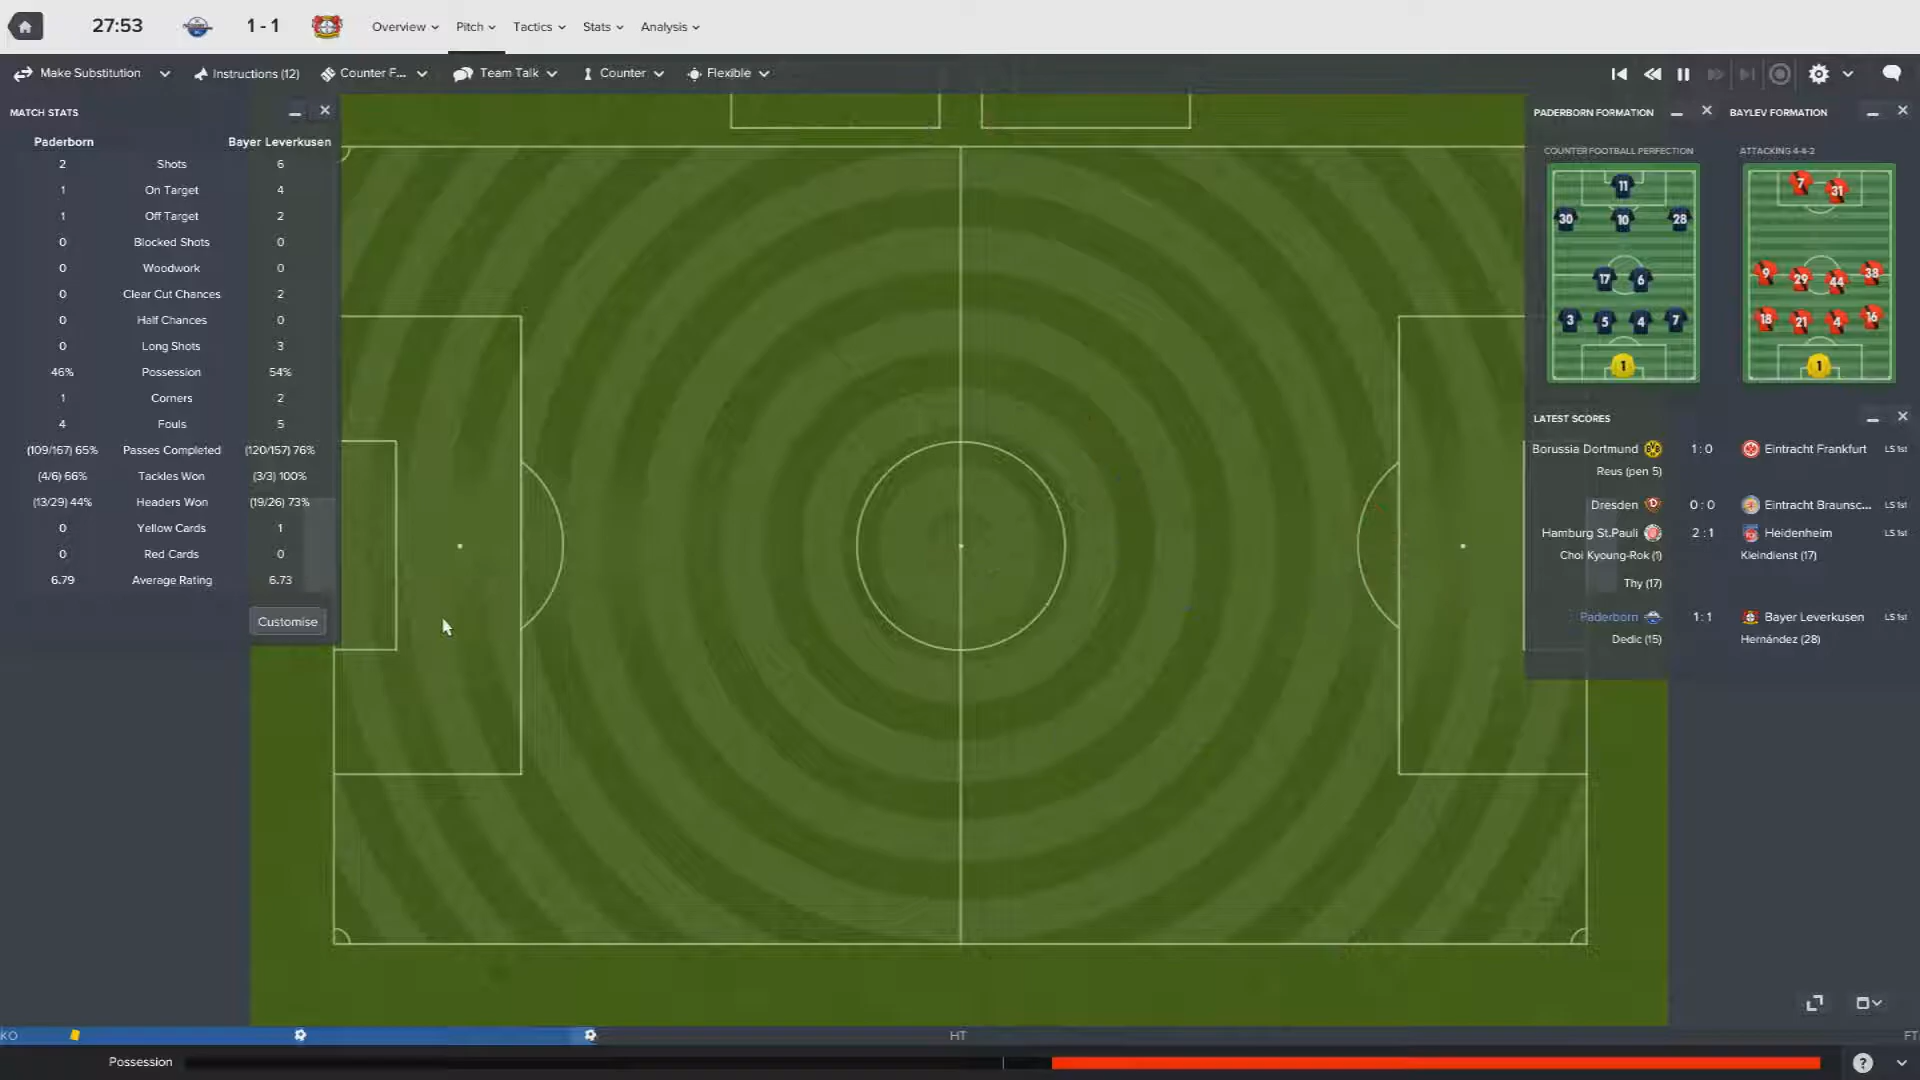 27:53 1 - 1 Overview Pitch Tactics Stats Analysis
Make Substitution Instructions (12) Counter F... Team Talk Counter Flexible
MATCH STATS
Paderborn Bayer Leverkusen
2 Shots 6
1 On Target 4
1 Off Target 2
0 Blocked Shots 0
0 Woodwork 0
0 Clear Cut Chances 2
0 Half Chances 0
0 Long Shots 3
46% Possession 54%
1 Corners 2
4 Fouls 5
(109/167) 65% Passes Completed (120/157) 76%
(4/6) 66% Tackles Won (3/3) 100%
(13/29) 44% Headers Won (19/26) 73%
0 Yellow Cards 1
0 Red Cards 0
6.79 Average Rating 6.73
Customise
PADERBORN FORMATION
COUNTER FOOTBALL PERFECTION
11
30 10 28
17 6
3 5 4 7
1
BAYLEV FORMATION
ATTACKING 4-4-2
7 31
9 29 44 38
18 21 4 16
1
LATEST SCORES
Borussia Dortmund 1 : 0 Eintracht Frankfurt LS 1st
Reus (pen 5)
Dresden 0 : 0 Eintracht Braunsc... LS 1st
Hamburg St.Pauli 2 : 1 Heidenheim LS 1st
Choi Kyoung-Rok (1) Kleindienst (17)
Thy (17)
Paderborn 1 : 1 Bayer Leverkusen LS 1st
Dedic (15) Hernández (28)
KO HT FT
Possession ?